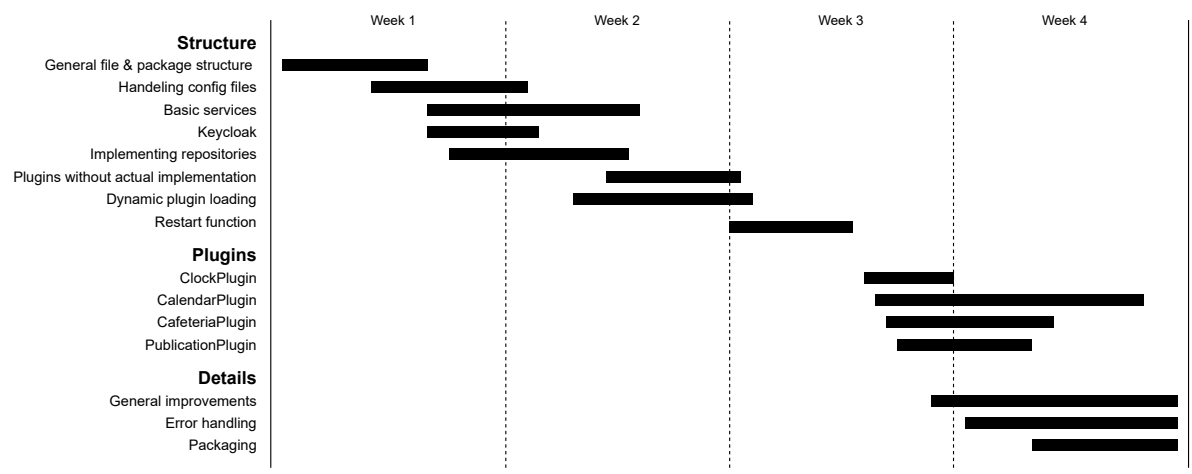 Week 1 Week 2 Week 3 Week 4
Structure
General file & package structure
Handeling config files
Basic services
Keycloak
Implementing repositories
Plugins without actual implementation
Dynamic plugin loading
Restart function
Plugins
ClockPlugin
CalendarPlugin
CafeteriaPlugin
PublicationPlugin
Details
General improvements
Error handling
Packaging